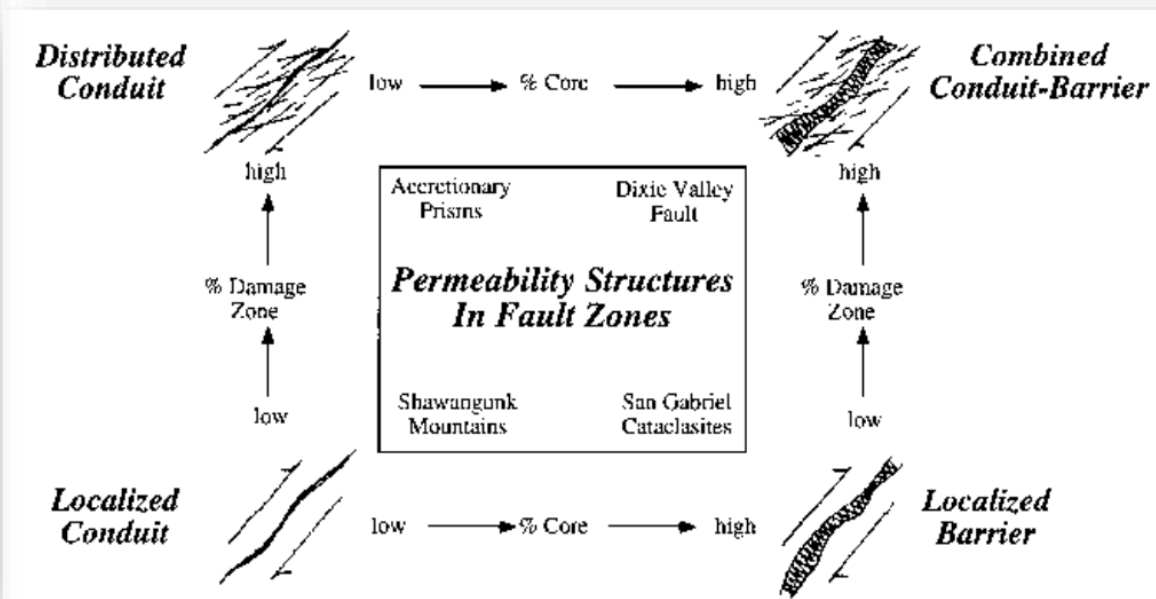 Distributed
Conduit
low % Core high
Combined
Conduit-Barrier
high
high
Accretionary
Prisms
Dixie Valley
Fault
% Damage
Zone
Permeability Structures
In Fault Zones
% Damage
Zone
Shawangunk
Mountains
San Gabriel
Cataclasites
low
low
Localized
Conduit
low % Core high
Localized
Barrier